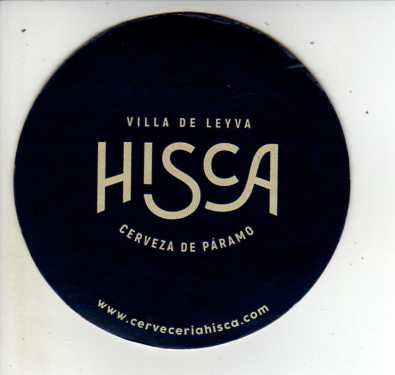 VILLA DE LEYVA
HISCA
CERVEZA DE PÁRAMO
www.cerveceriahisca.com